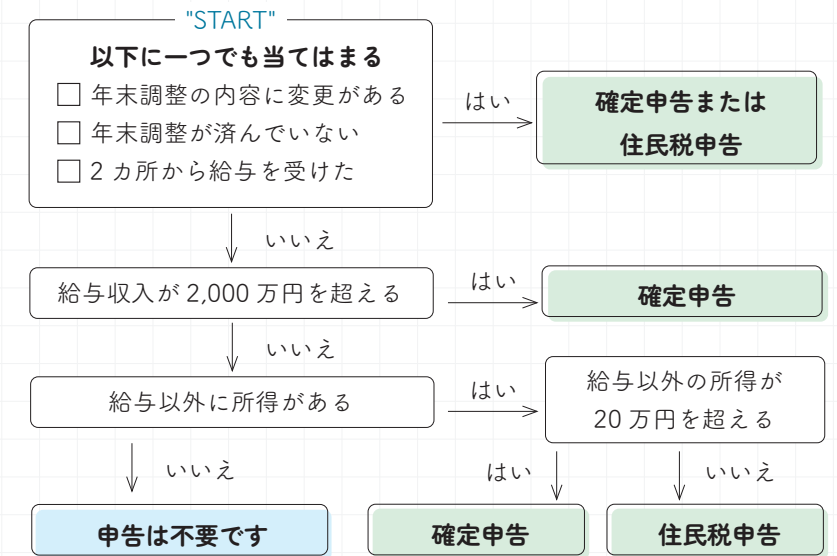 "START"
以下に一つでも当てはまる
□ 年末調整の内容に変更がある
□ 年末調整が済んでいない
□ 2 カ所から給与を受けた
はい
確定申告または
住民税申告
いいえ
給与収入が 2,000 万円を超える
はい
確定申告
いいえ
給与以外に所得がある
はい
給与以外の所得が
20 万円を超える
いいえ
はい
いいえ
申告は不要です
確定申告
住民税申告